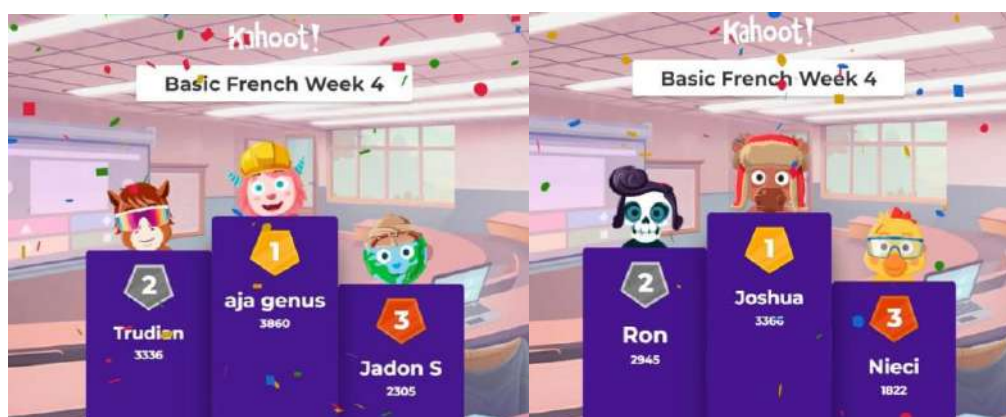 Kahoot!
Basic French Week 4
1
aja genus
3860
2
Trudian
3336
3
Jadon S
2305
Kahoot!
Basic French Week 4
1
Joshua
3366
2
Ron
2945
3
Nieci
1822